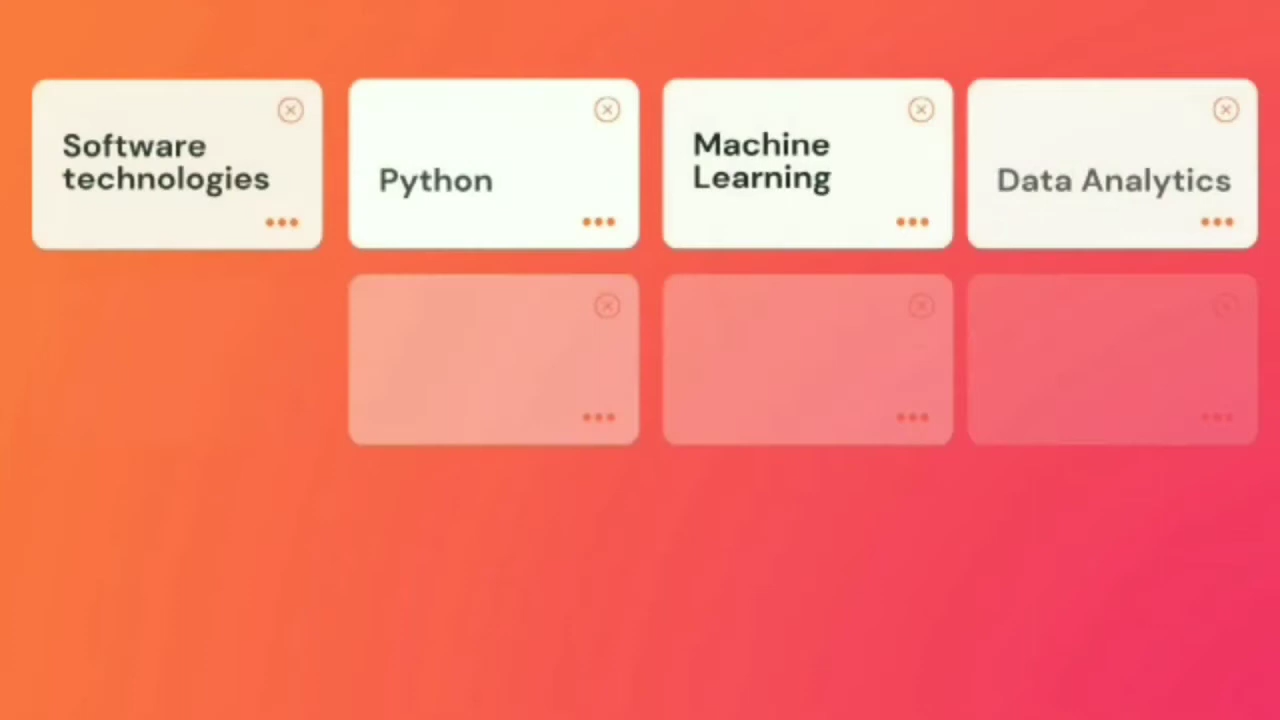 Software
technologies
Python
Machine
Learning
Data Analytics